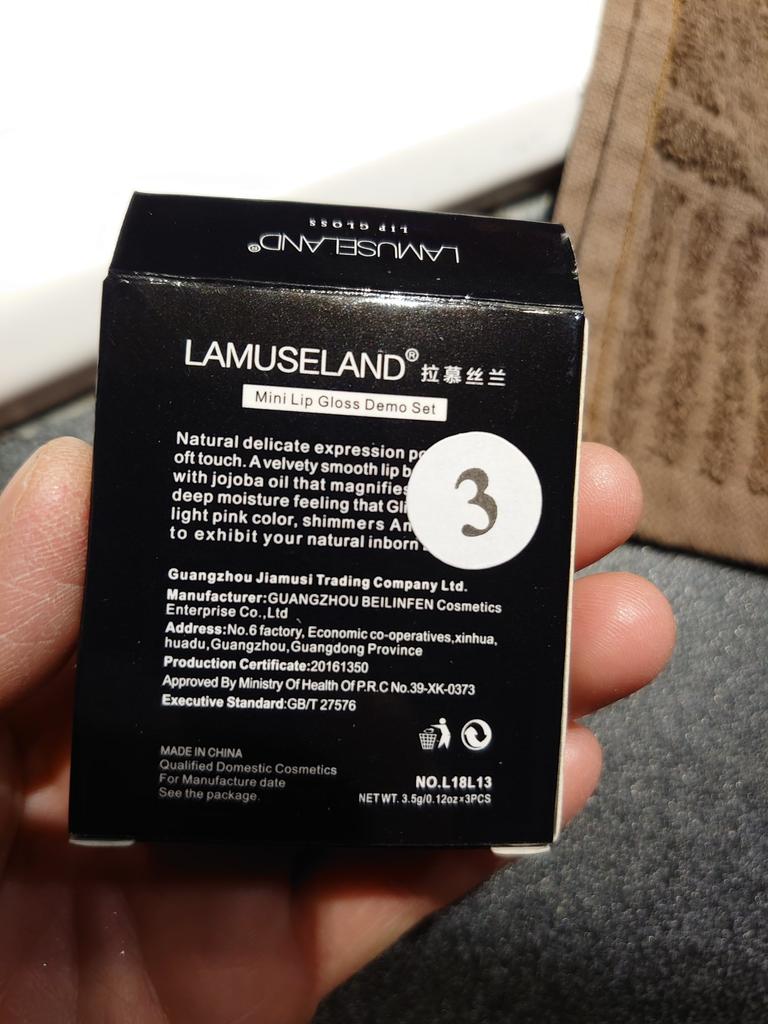 LAMUSELAND®
LIP GLOSS
LAMUSELAND® 拉慕丝兰
Mini Lip Gloss Demo Set
Natural delicate expression
oft touch. A velvety smooth lip
with jojoba oil that magnifies
deep moisture feeling that
light pink color, shimmers
to exhibit your natural inborn
3
Guangzhou Jiamusi Trading Company Ltd.
Manufacturer:GUANGZHOU BEILINFEN Cosmetics
Enterprise Co.,Ltd
Address:No.6 factory, Economic co-operatives,xinhua,
huadu,Guangzhou,Guangdong Province
Production Certificate:20161350
Approved By Ministry Of Health Of P.R.C No.39-XK-0373
Executive Standard:GB/T 27576
MADE IN CHINA
Qualified Domestic Cosmetics
For Manufacture date
See the package.
NO.L18L13
NET WT. 3.5g/0.12oz×3PCS